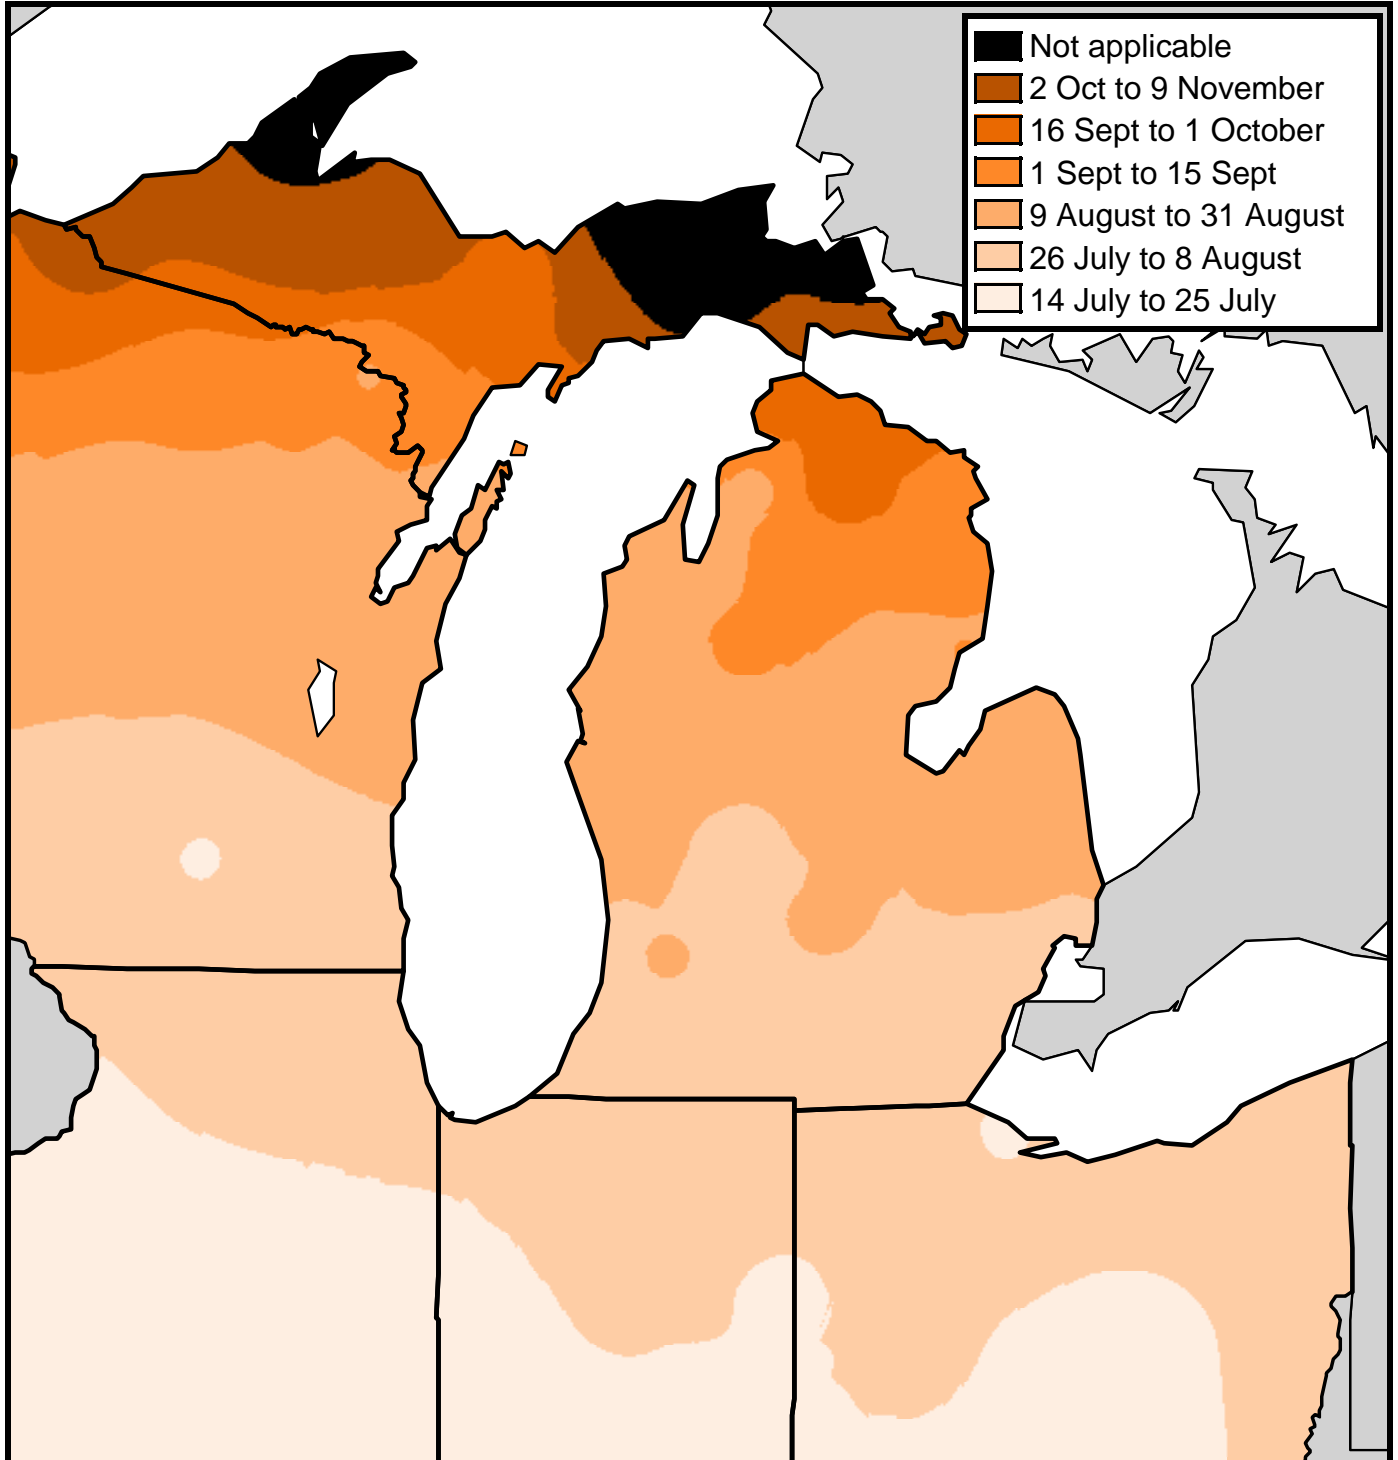 Not applicable
2 Oct to 9 November
16 Sept to 1 October
1 Sept to 15 Sept
9 August to 31 August
26 July to 8 August
14 July to 25 July